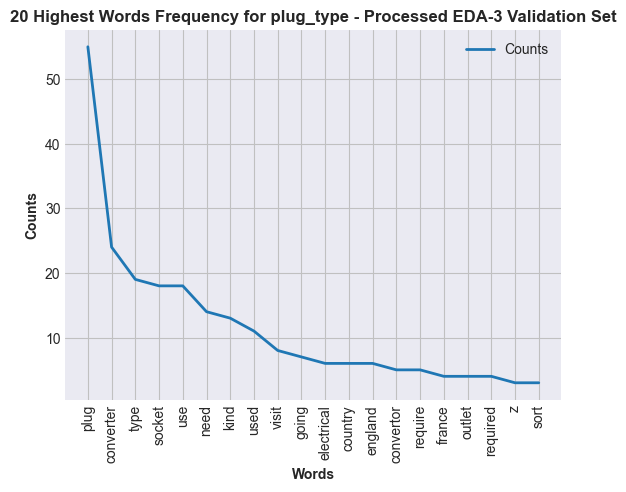 20 Highest Words Frequency for plug_type - Processed EDA-3 Validation Set
Counts
Counts
50
40
30
20
10
plug
converter
type
socket
use
need
kind
used
visit
going
electrical
country
england
convertor
require
france
outlet
required
z
sort
Words